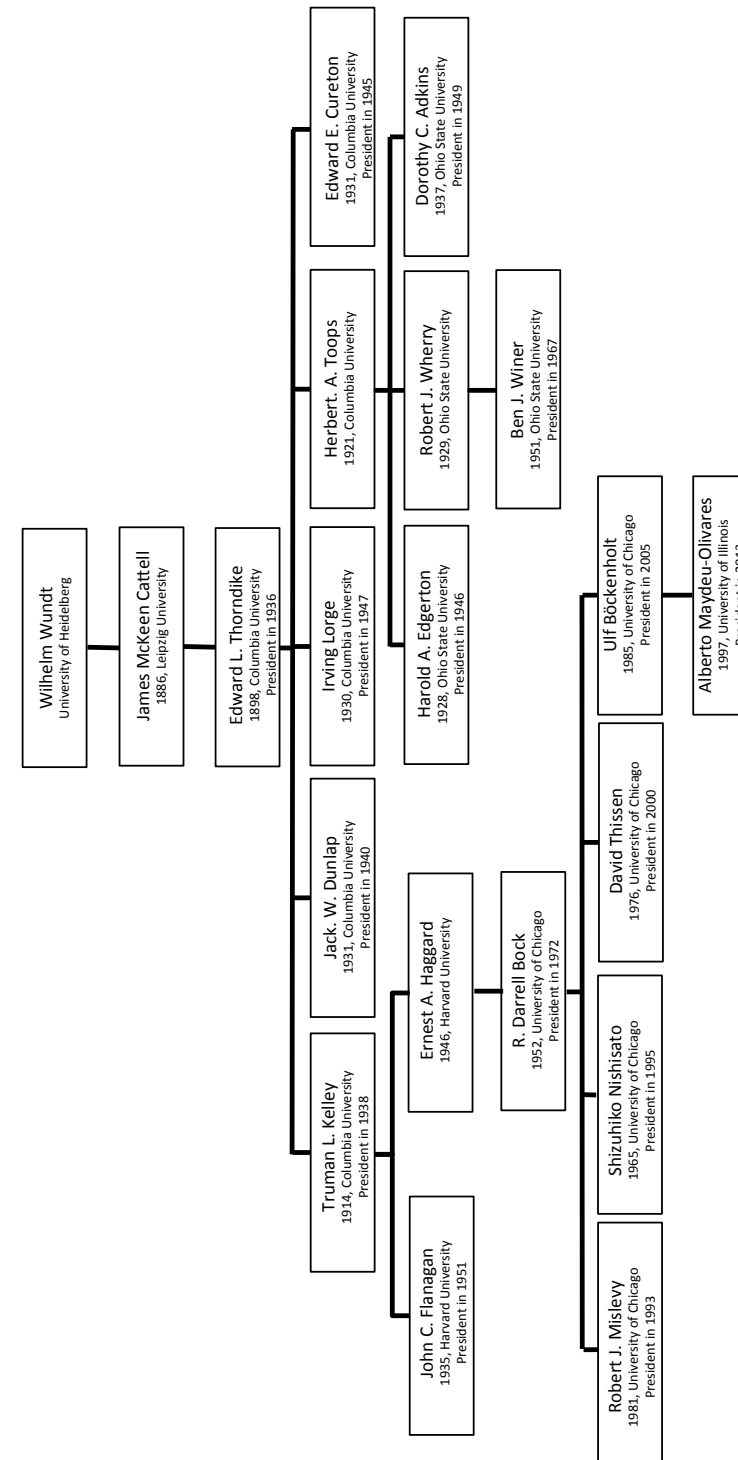 Wilhelm Wundt
University of Heidelberg
James McKeen Cattell
1886, Leipzig University
Edward L. Thorndike
1898, Columbia University
President in 1936
Truman L. Kelley
1914, Columbia University
President in 1938
Jack. W. Dunlap
1931, Columbia University
President in 1940
Irving Lorge
1930, Columbia University
President in 1947
Herbert. A. Toops
1921, Columbia University
Edward E. Cureton
1931, Columbia University
President in 1945
John C. Flanagan
1935, Harvard University
President in 1951
Ernest A. Haggard
1946, Harvard University
Harold A. Edgerton
1928, Ohio State University
President in 1946
Robert J. Wherry
1929, Ohio State University
Dorothy C. Adkins
1937, Ohio State University
President in 1949
R. Darrell Bock
1952, University of Chicago
President in 1972
Ben J. Winer
1951, Ohio State University
President in 1967
Robert J. Mislevy
1981, University of Chicago
President in 1993
Shizuhiko Nishisato
1965, University of Chicago
President in 1995
David Thissen
1976, University of Chicago
President in 2000
Ulf Böckenholt
1985, University of Chicago
President in 2005
Alberto Maydeu-Olivares
1997, University of Illinois